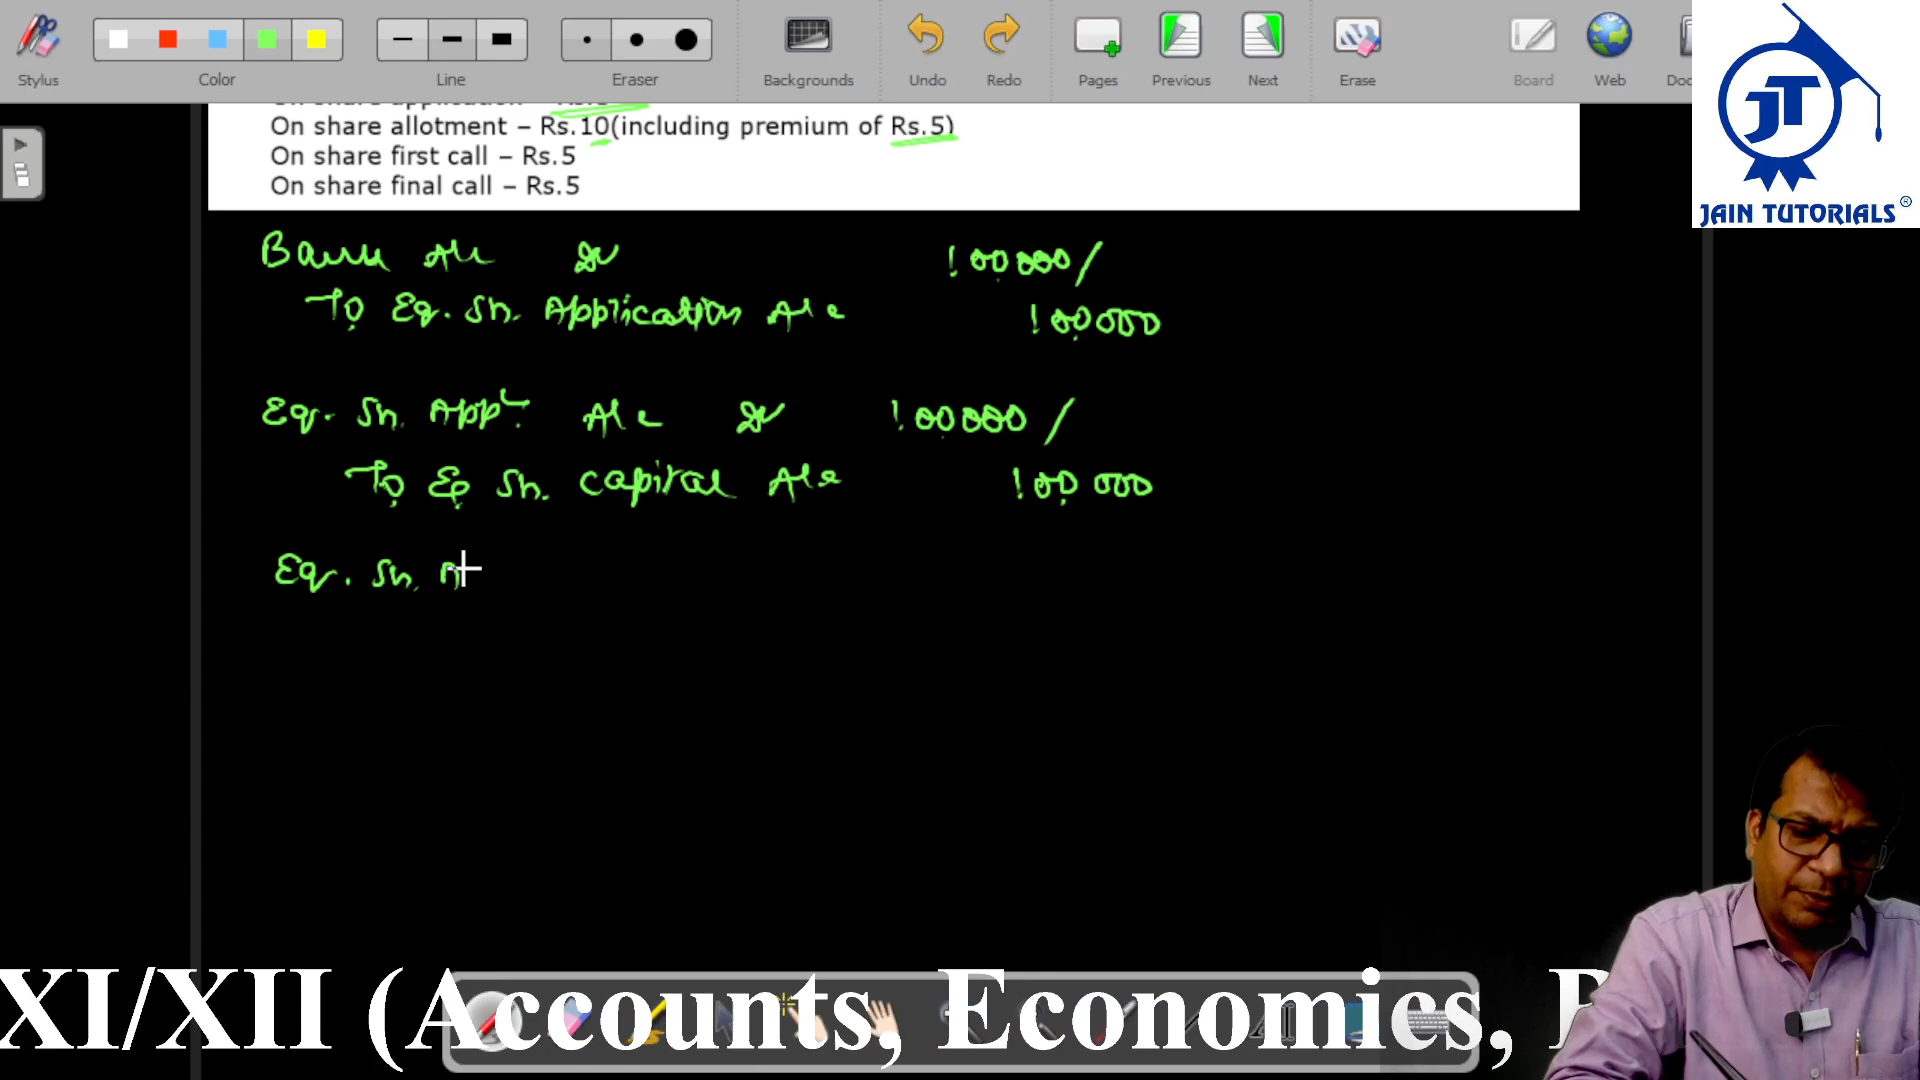 Stylus
Color
Line
Eraser
Backgrounds
Undo
Redo
Pages
Previous
Next
Erase
Board
Web
JT
JAIN TUTORIALS®
On share application –
On share allotment – Rs.10(including premium of Rs.5)
On share first call – Rs.5
On share final call – Rs.5
Bank A/c Dr 100000/
To Eq. Sh. Application A/c 100000
Eq. Sh. Appn A/c Dr 100000/
To Eq Sh. capital A/c 100000
Eq. Sh. A
XI/XII (Accounts, Economics,